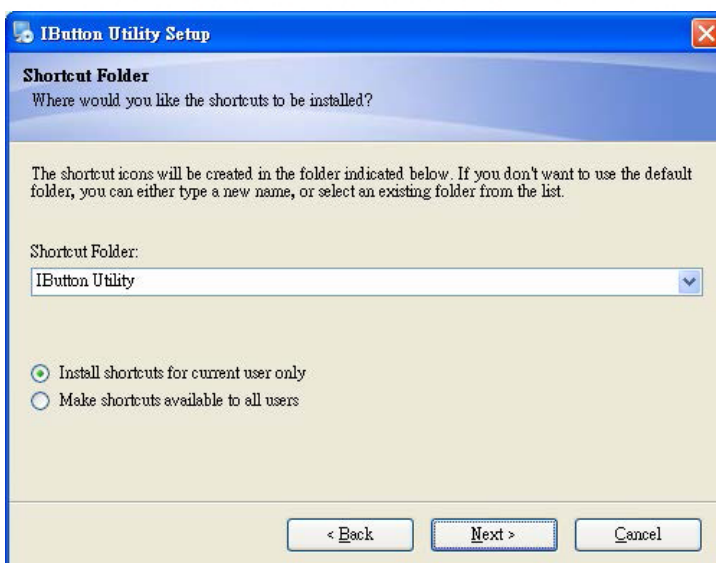 IButton Utility Setup
Shortcut Folder
Where would you like the shortcuts to be installed?
The shortcut icons will be created in the folder indicated below. If you don't want to use the default
folder, you can either type a new name, or select an existing folder from the list.
Shortcut Folder:
IButton Utility
Install shortcuts for current user only
Make shortcuts available to all users
< Back
Next >
Cancel